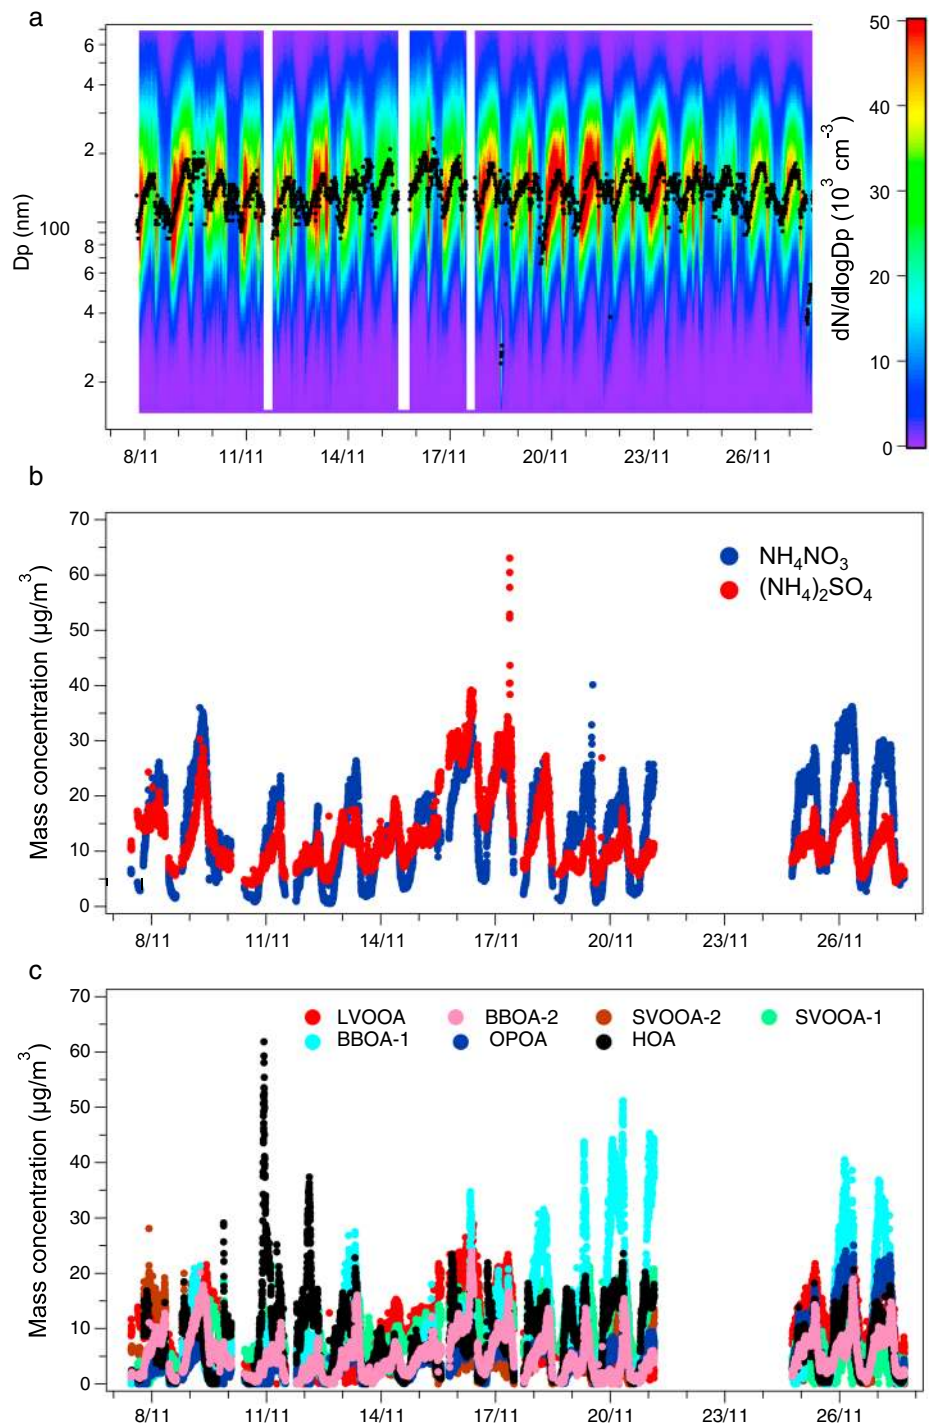 a
6
4
2
100
8
6
4
2
Dp (nm)
8/11 11/11 14/11 17/11 20/11 23/11 26/11
50
40
30
20
10
0
dN/dlogDp (10³ cm⁻³)
b
70
60
50
40
30
20
10
0
Mass concentration (µg/m³)
NH₄NO₃
(NH₄)₂SO₄
8/11 11/11 14/11 17/11 20/11 23/11 26/11
c
70
60
50
40
30
20
10
0
Mass concentration (µg/m³)
LVOOA BBOA-2 SVOOA-2 SVOOA-1
BBOA-1 OPOA HOA
8/11 11/11 14/11 17/11 20/11 23/11 26/11